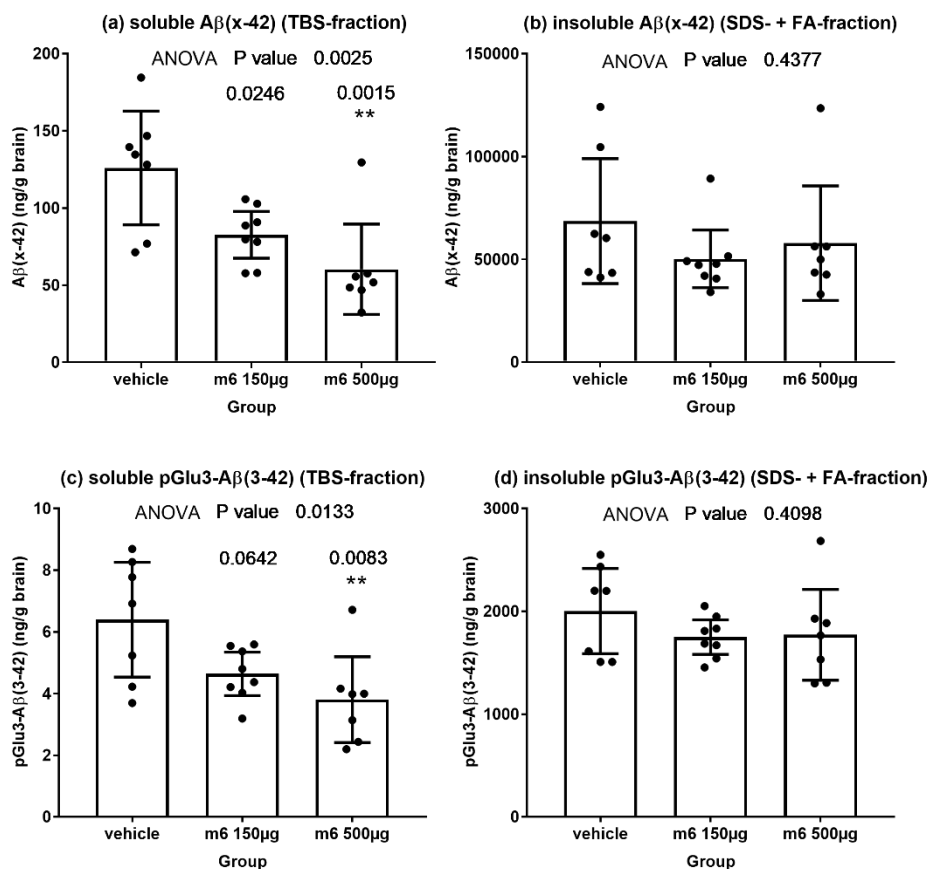 (a) soluble Aβ(x-42) (TBS-fraction)
ANOVA P value 0.0025
0.0246 0.0015
**
200
150
100
50
0
Aβ(x-42) (ng/g brain)
vehicle m6 150µg m6 500µg
Group
(b) insoluble Aβ(x-42) (SDS- + FA-fraction)
ANOVA P value 0.4377
150000
100000
50000
0
Aβ(x-42) (ng/g brain)
vehicle m6 150µg m6 500µg
Group
(c) soluble pGlu3-Aβ(3-42) (TBS-fraction)
ANOVA P value 0.0133
0.0642 0.0083
**
10
8
6
4
2
0
pGlu3-Aβ(3-42) (ng/g brain)
vehicle m6 150µg m6 500µg
Group
(d) insoluble pGlu3-Aβ(3-42) (SDS- + FA-fraction)
ANOVA P value 0.4098
3000
2000
1000
0
pGlu3-Aβ(3-42) (ng/g brain)
vehicle m6 150µg m6 500µg
Group